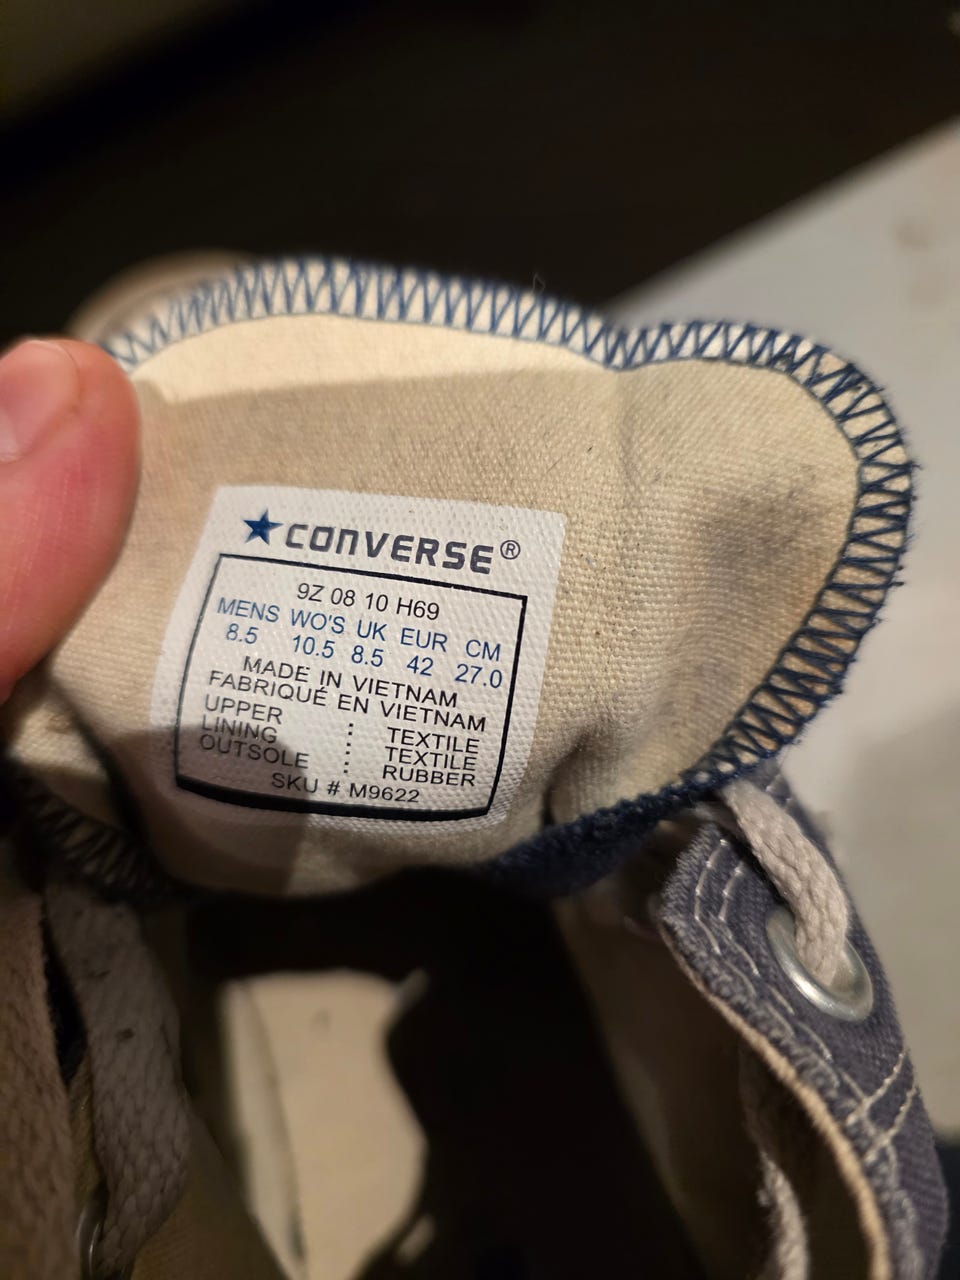 ★CONVERSE®
9Z 08 10 H69
MENS WO'S UK EUR CM
8.5 10.5 8.5 42 27.0
MADE IN VIETNAM
FABRIQUÉ EN VIETNAM
UPPER : TEXTILE
LINING : TEXTILE
OUTSOLE : RUBBER
SKU # M9622